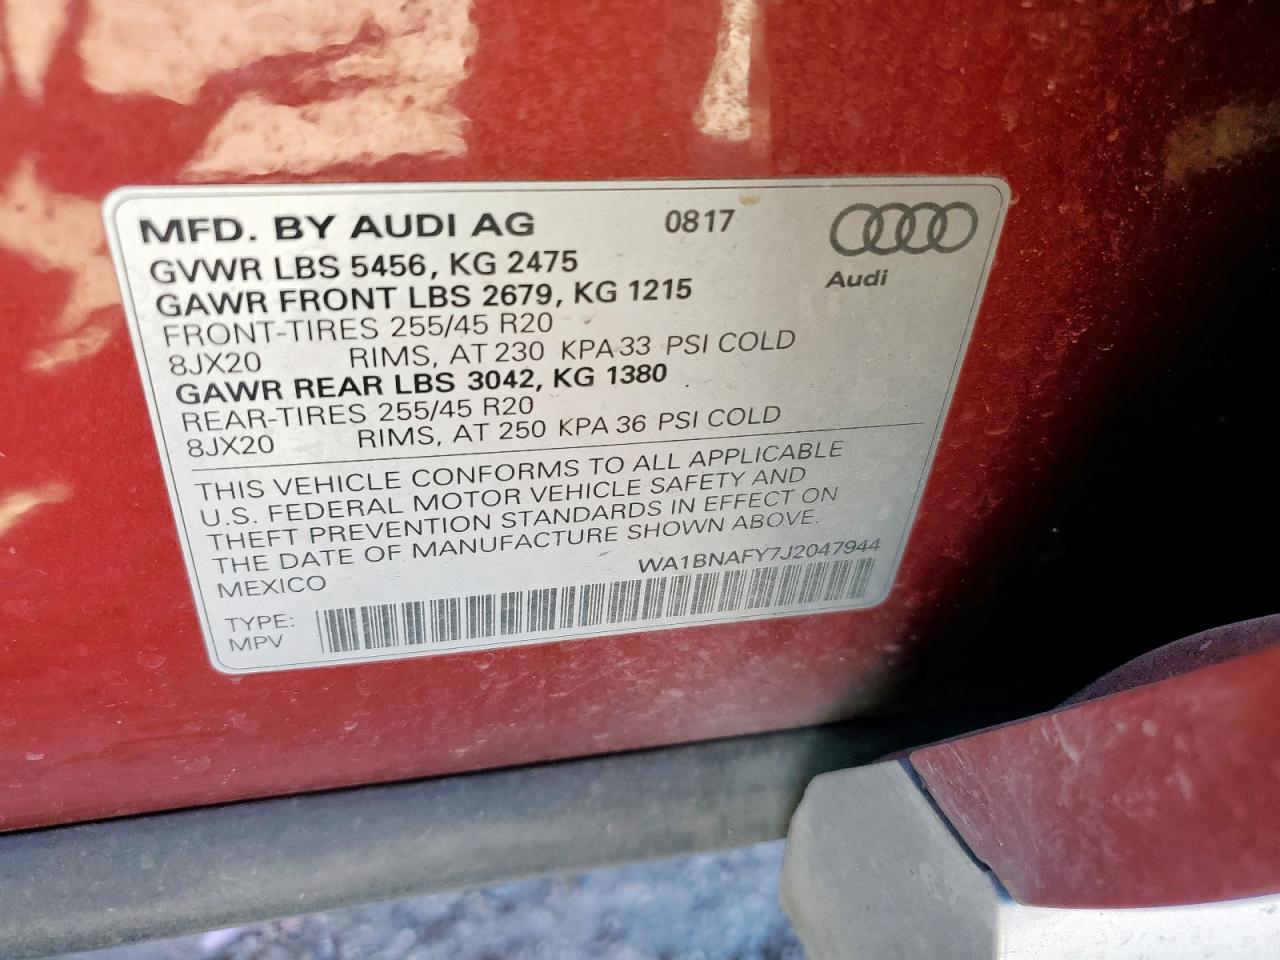 MFD. BY AUDI AG 0817
Audi
GVWR LBS 5456, KG 2475
GAWR FRONT LBS 2679, KG 1215
FRONT-TIRES 255/45 R20
8JX20 RIMS, AT 230 KPA 33 PSI COLD
GAWR REAR LBS 3042, KG 1380
REAR-TIRES 255/45 R20
8JX20 RIMS, AT 250 KPA 36 PSI COLD
THIS VEHICLE CONFORMS TO ALL APPLICABLE
U.S. FEDERAL MOTOR VEHICLE SAFETY AND
THEFT PREVENTION STANDARDS IN EFFECT ON
THE DATE OF MANUFACTURE SHOWN ABOVE.
MEXICO WA1BNAFY7J2047944
TYPE:
MPV